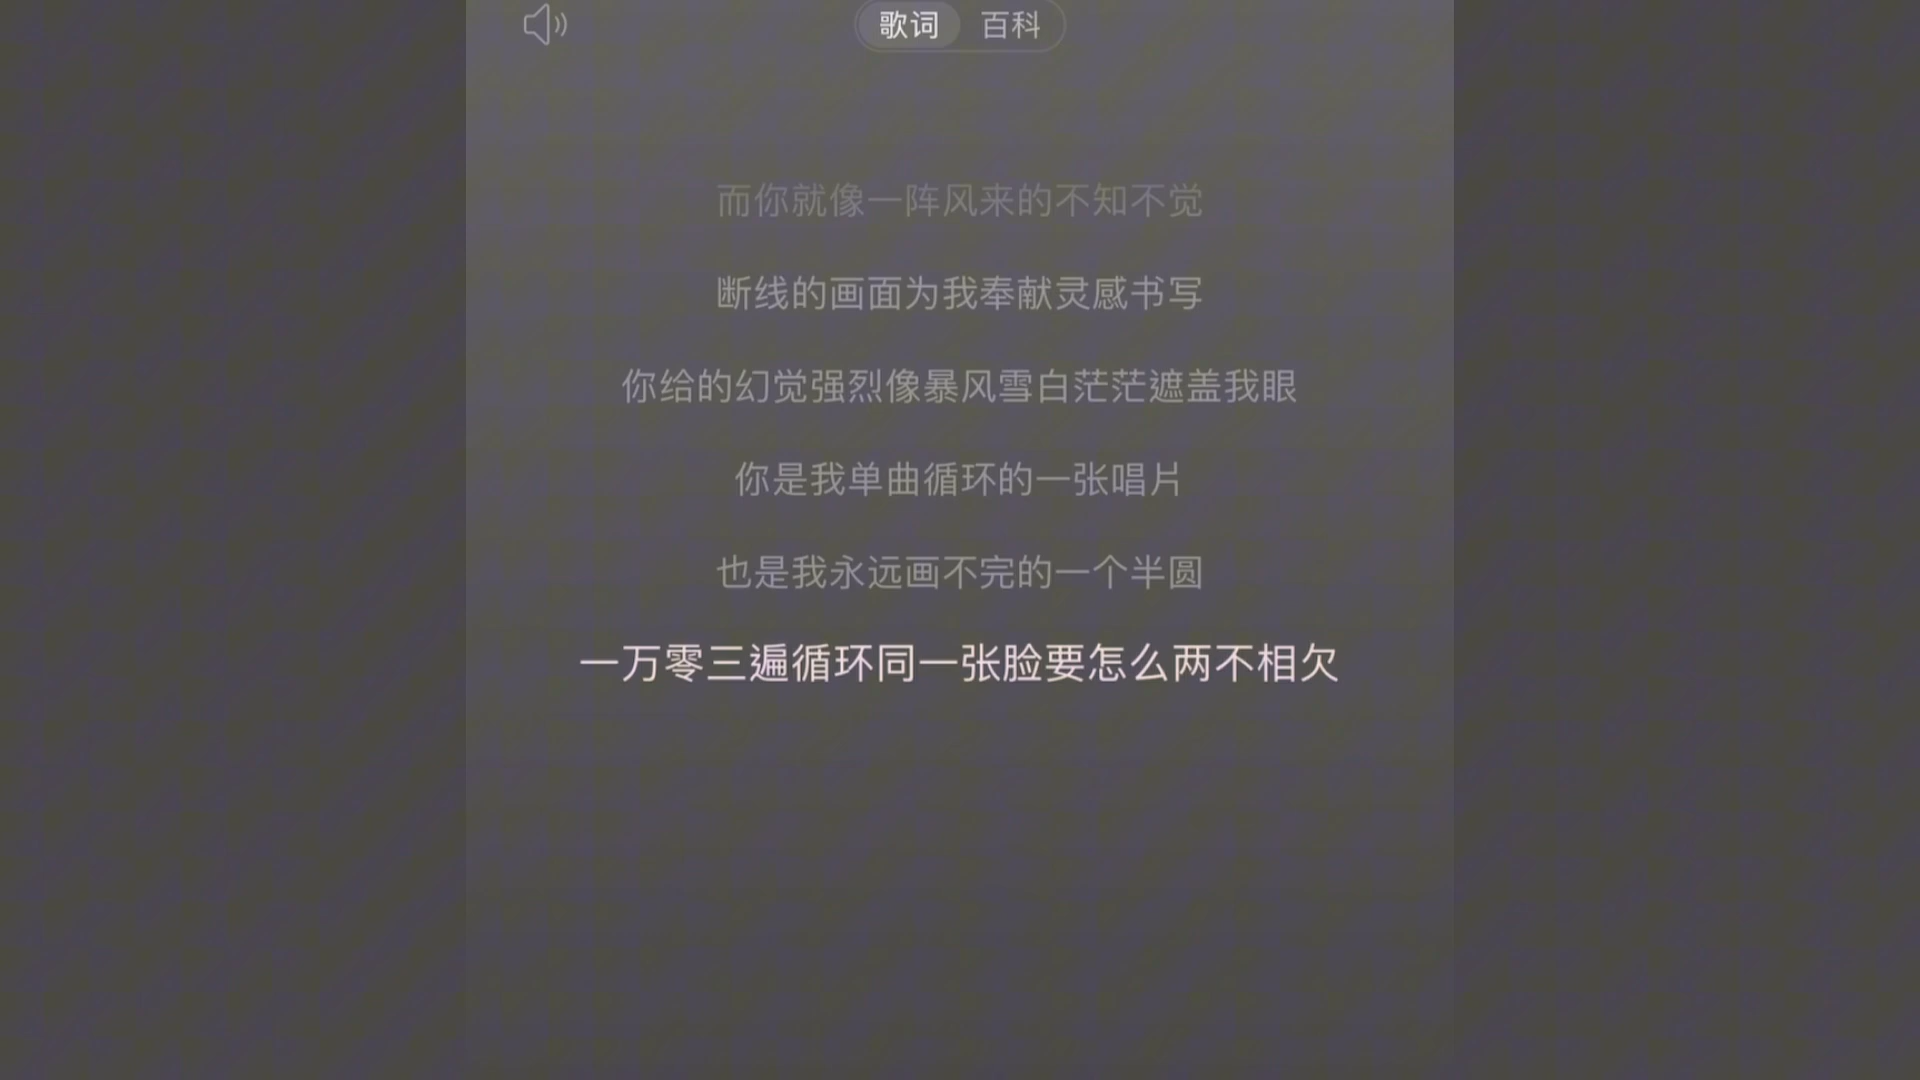 歌词 百科
而你就像一阵风来的不知不觉
断线的画面为我奉献灵感书写
你给的幻觉强烈像暴风雪白茫茫遮盖我眼
你是我单曲循环的一张唱片
也是我永远画不完的一个半圆
一万零三遍循环同一张脸要怎么两不相欠